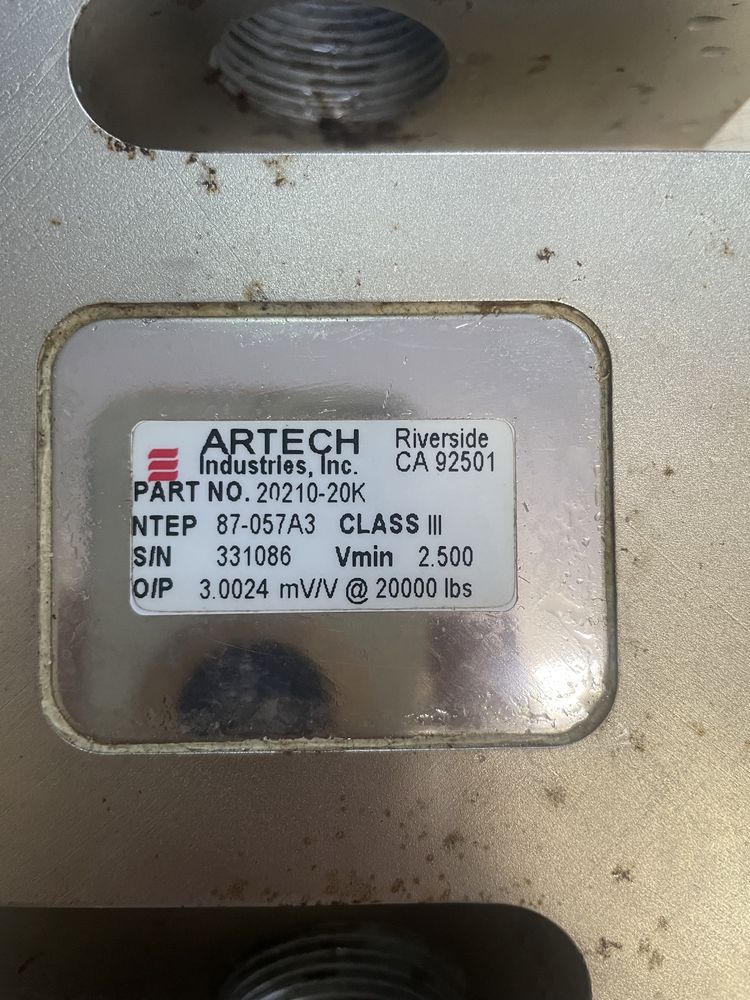 ARTECH Riverside
Industries, Inc. CA 92501
PART NO. 20210-20K
NTEP 87-057A3 CLASS III
S/N 331086 Vmin 2.500
O/P 3.0024 mV/V @ 20000 lbs